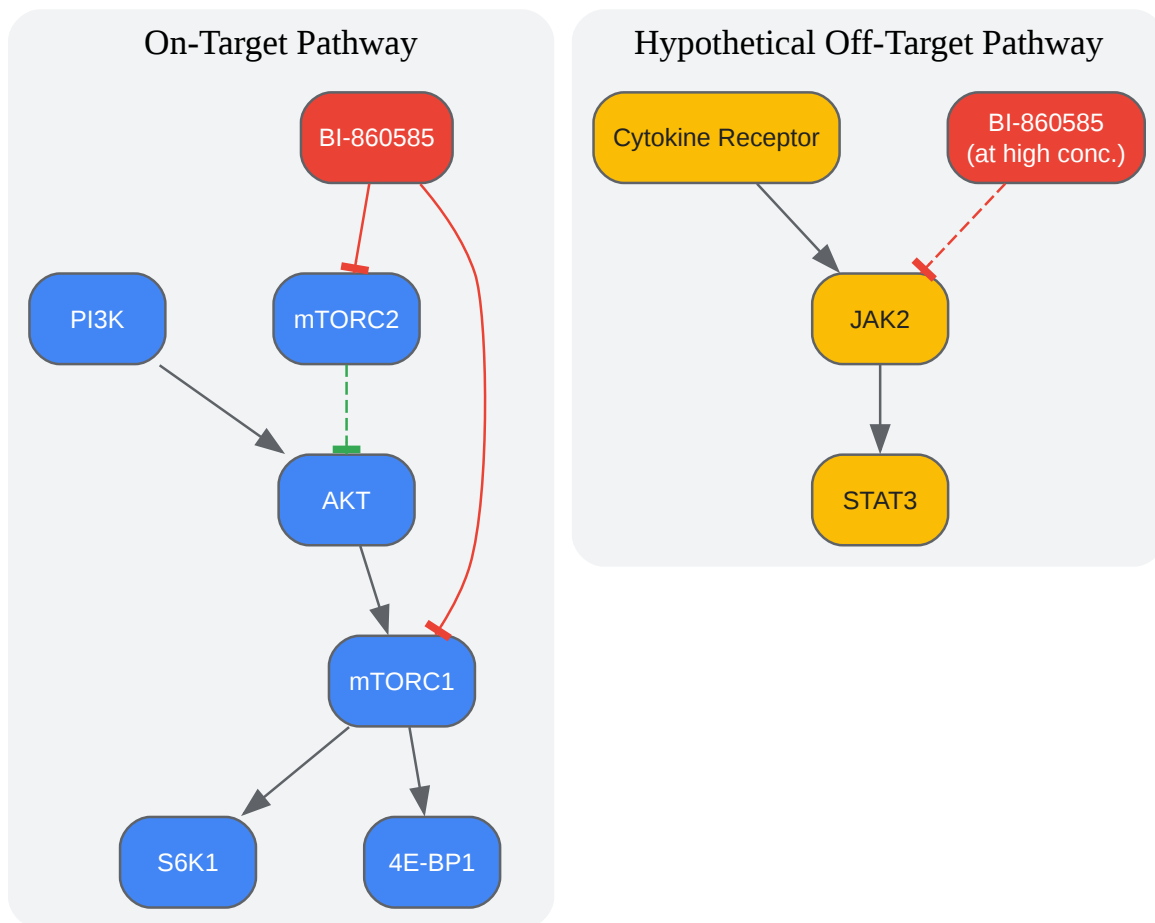 On-Target Pathway
BI-860585
PI3K
mTORC2
AKT
mTORC1
S6K1
4E-BP1
Hypothetical Off-Target Pathway
Cytokine Receptor
BI-860585
(at high conc.)
JAK2
STAT3